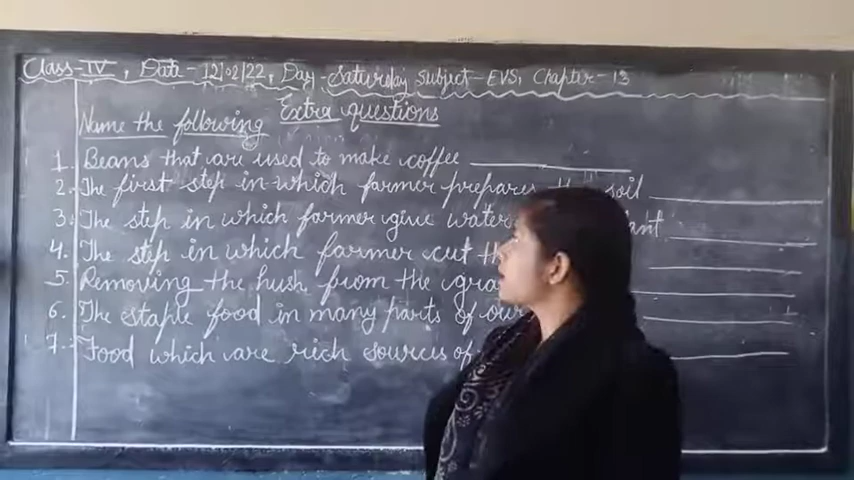 Class-IV, Date - 12/02/22, Day - Saturday, Subject - EVS, Chapter - 13
Extra questions
Name the following
1. Beans that are used to make coffee
2. The first step in which farmer prepares the soil
3. The step in which farmer give water
4. The step in which farmer cut
5. Removing the husk from the
6. The staple food in many parts of our
7. Food which are rich sources of